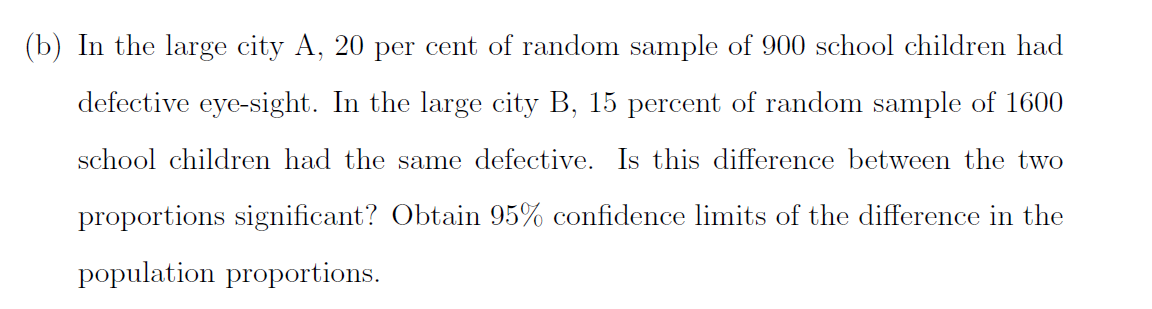 (b) In the large city A, 20 per cent of random sample of 900 school children had
defective eye-sight. In the large city B, 15 percent of random sample of 1600
school children had the same defective. Is this difference between the two
proportions significant? Obtain 95% confidence limits of the difference in the
population proportions.